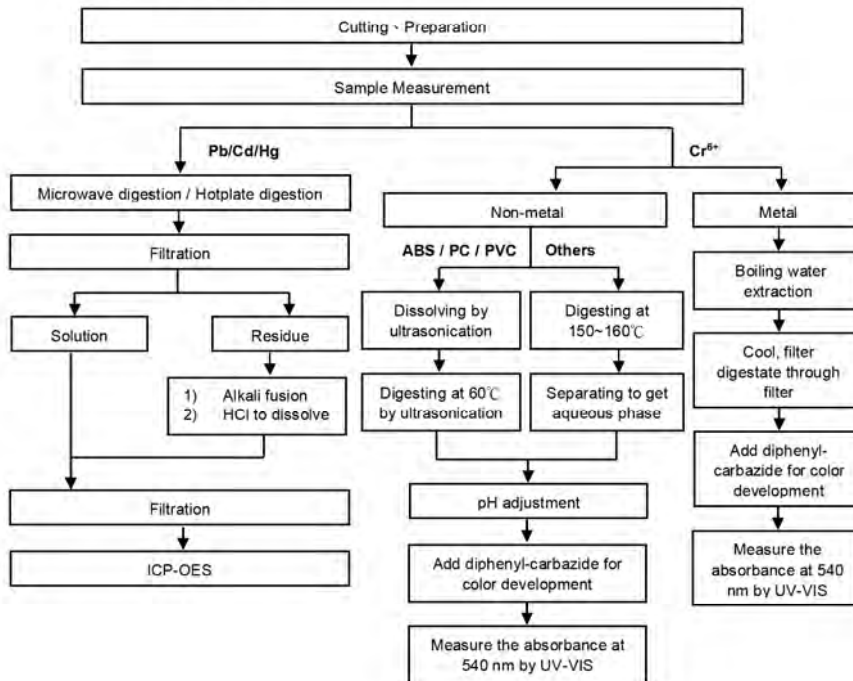 Cutting、Preparation
Sample Measurement
Pb/Cd/Hg
Cr6+
Microwave digestion / Hotplate digestion
Non-metal
Metal
Filtration
ABS / PC / PVC
Others
Boiling water
extraction
Solution
Residue
Dissolving by
ultrasonication
Digesting at
150~160℃
Cool, filter
digestate through
filter
1) Alkali fusion
2) HCl to dissolve
Digesting at 60℃
by ultrasonication
Separating to get
aqueous phase
Add diphenyl-
carbazide for color
development
Filtration
pH adjustment
ICP-OES
Add diphenyl-carbazide for
color development
Measure the
absorbance at 540
nm by UV-VIS
Measure the absorbance at
540 nm by UV-VIS